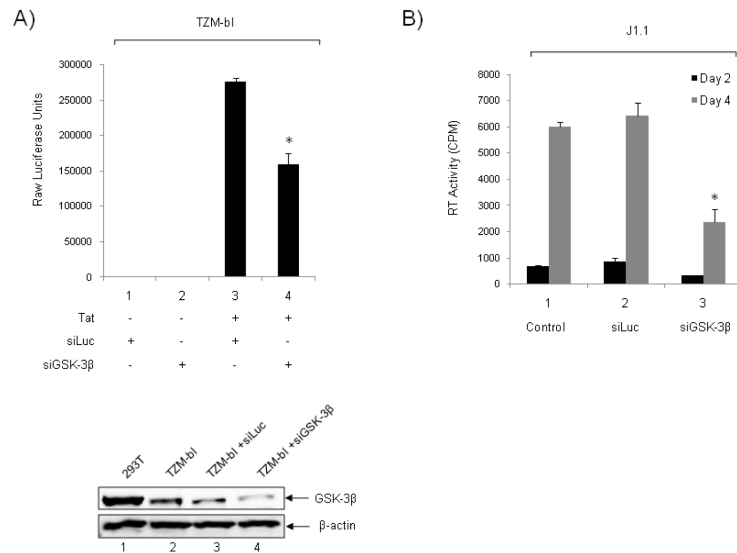 A)
TZM-bl
Raw Luciferase Units
300000
250000
200000
150000
100000
50000
0
*
1 2 3 4
Tat - - + +
siLuc + - + -
siGSK-3β - + - +
293T
TZM-bl
TZM-bl +siLuc
TZM-bl +siGSK-3β
GSK-3β
β-actin
1 2 3 4
B)
J1.1
Day 2
Day 4
RT Activity (CPM)
8000
7000
6000
5000
4000
3000
2000
1000
0
*
1 2 3
Control siLuc siGSK-3β